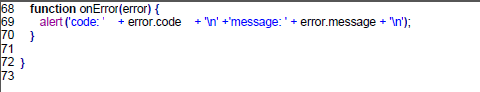 68 function onError(error) {
69 alert('code: ' + error.code + '\n' +'message: ' + error.message + '\n');
70 }
71
72 }
73